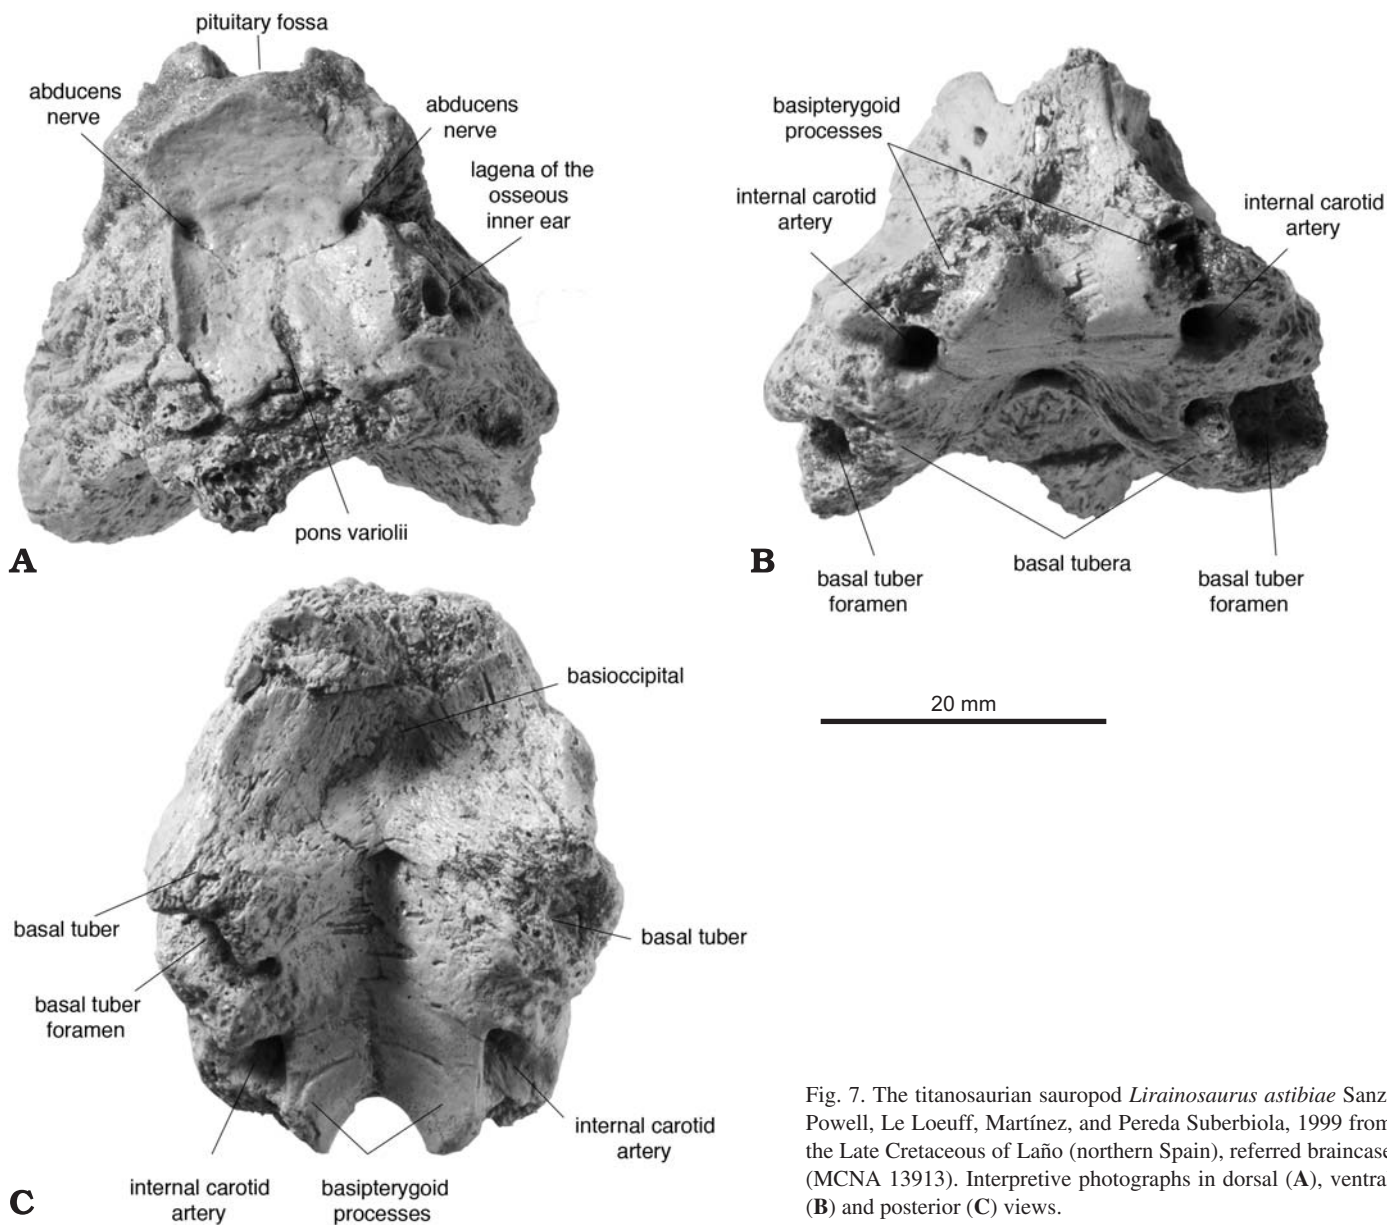 pituitary fossa
abducens
nerve
abducens
nerve
lagena of the
osseous
inner ear
pons variolii
A
basipterygoid
processes
internal carotid
artery
internal carotid
artery
basal tubera
basal tuber
foramen
basal tuber
foramen
B
20 mm
basioccipital
basal tuber
basal tuber
foramen
basal tuber
internal carotid
artery
internal carotid
artery
basipterygoid
processes
C
Fig. 7. The titanosaurian sauropod Lirainosaurus astibiae Sanz
Powell, Le Loeuff, Martínez, and Pereda Suberbiola, 1999 from
the Late Cretaceous of Laño (northern Spain), referred braincase
(MCNA 13913). Interpretive photographs in dorsal (A), ventra
(B) and posterior (C) views.